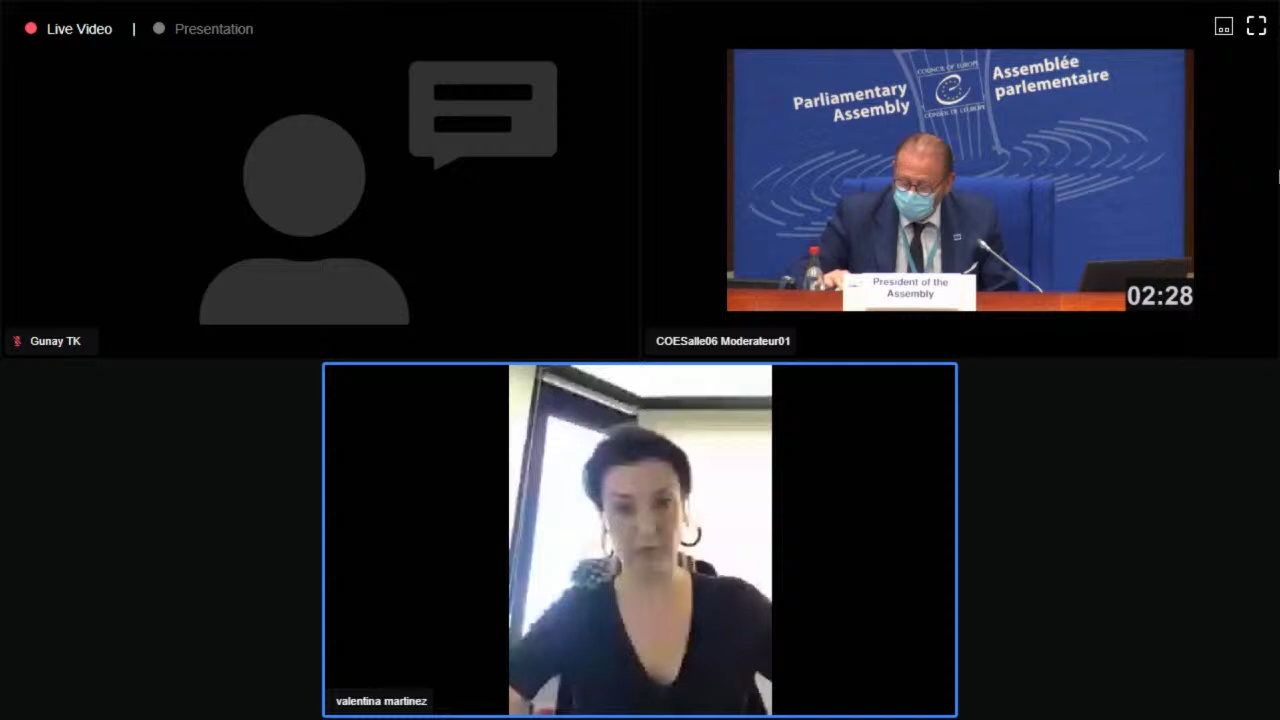 Live Video | Presentation
Parliamentary
Assembly
COUNCIL OF EUROPE
CONSEIL DE L'EUROPE
Assemblée
parlementaire
President of the
Assembly
02:28
Gunay TK
COESalle06 Moderateur01
valentina martinez